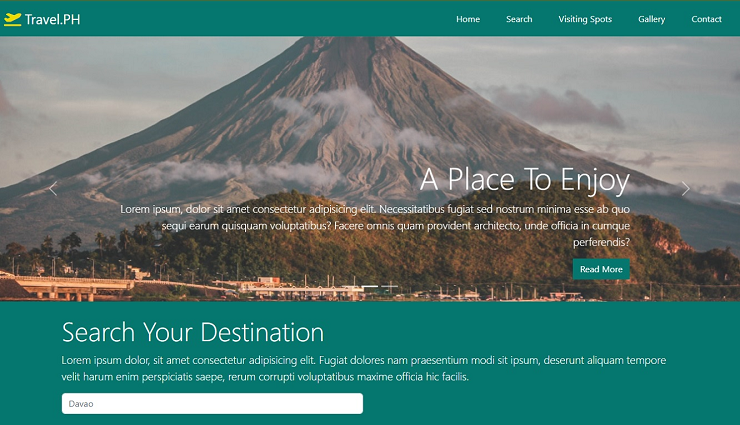 Travel.PH
Home Search Visiting Spots Gallery Contact
A Place To Enjoy
Lorem ipsum, dolor sit amet consectetur adipisicing elit. Necessitatibus fugiat sed nostrum minima esse ab quo
sequi earum quisquam voluptatibus? Facere omnis quam provident architecto, unde officia in cumque
perferendis?
Read More
Search Your Destination
Lorem ipsum dolor, sit amet consectetur adipisicing elit. Fugiat dolores nam praesentium modi sit ipsum, deserunt aliquam tempore
velit harum enim perspiciatis saepe, rerum corrupti voluptatibus maxime officia hic facilis.
Davao